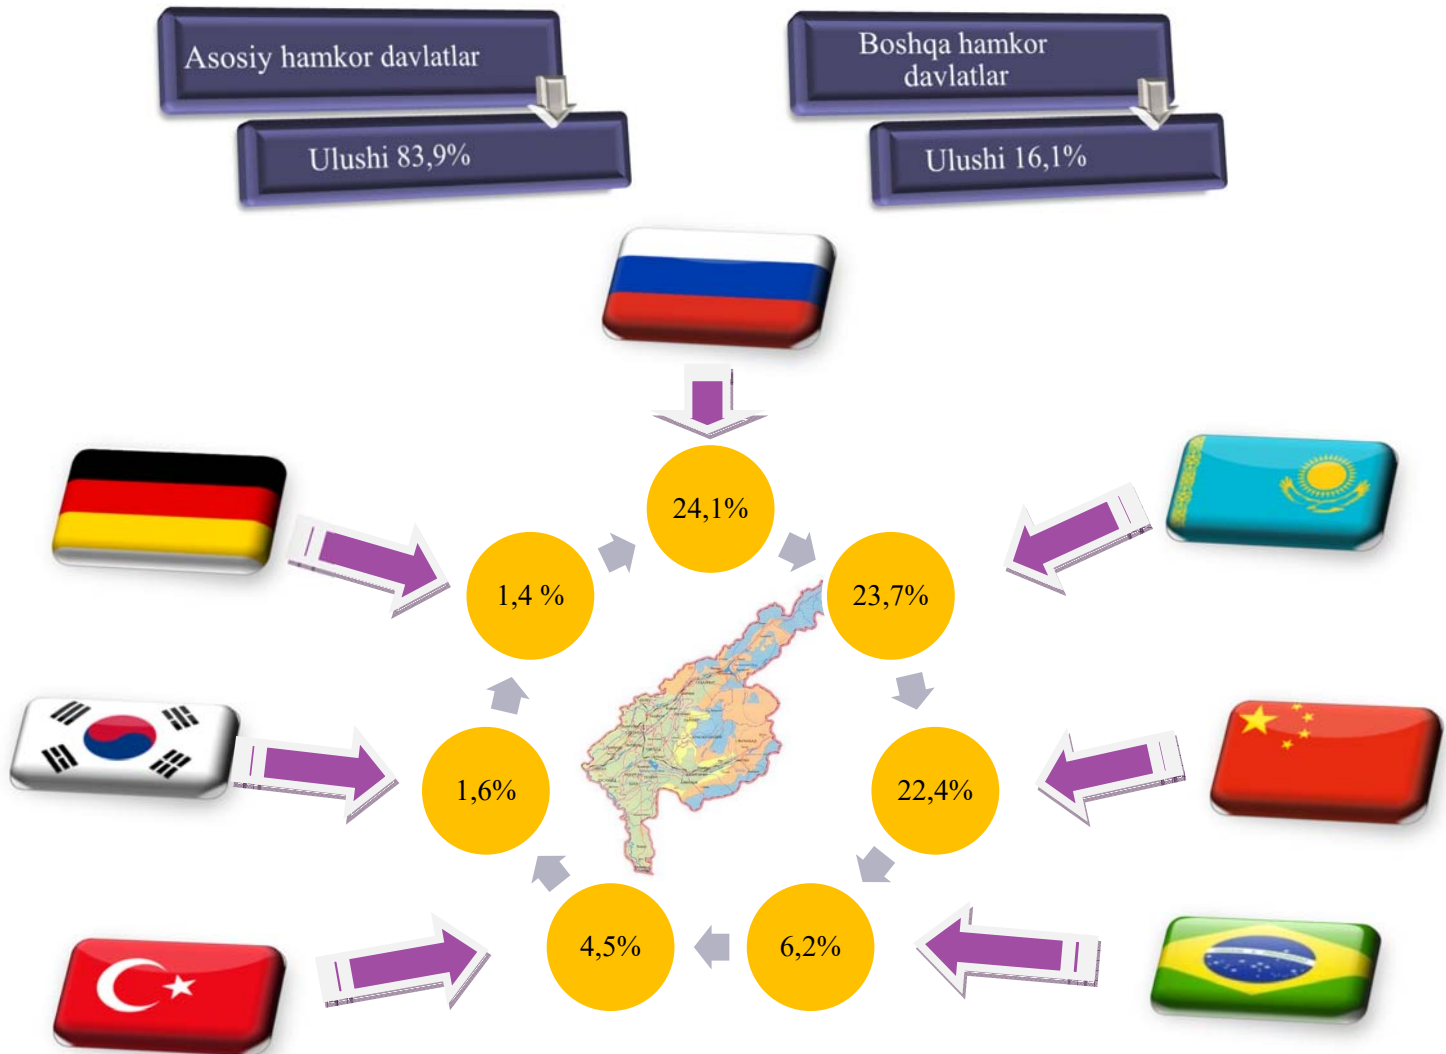 Asosiy hamkor davlatlar
Ulushi 83,9%
Boshqa hamkor
davlatlar
Ulushi 16,1%
24,1%
23,7%
22,4%
6,2%
4,5%
1,6%
1,4 %